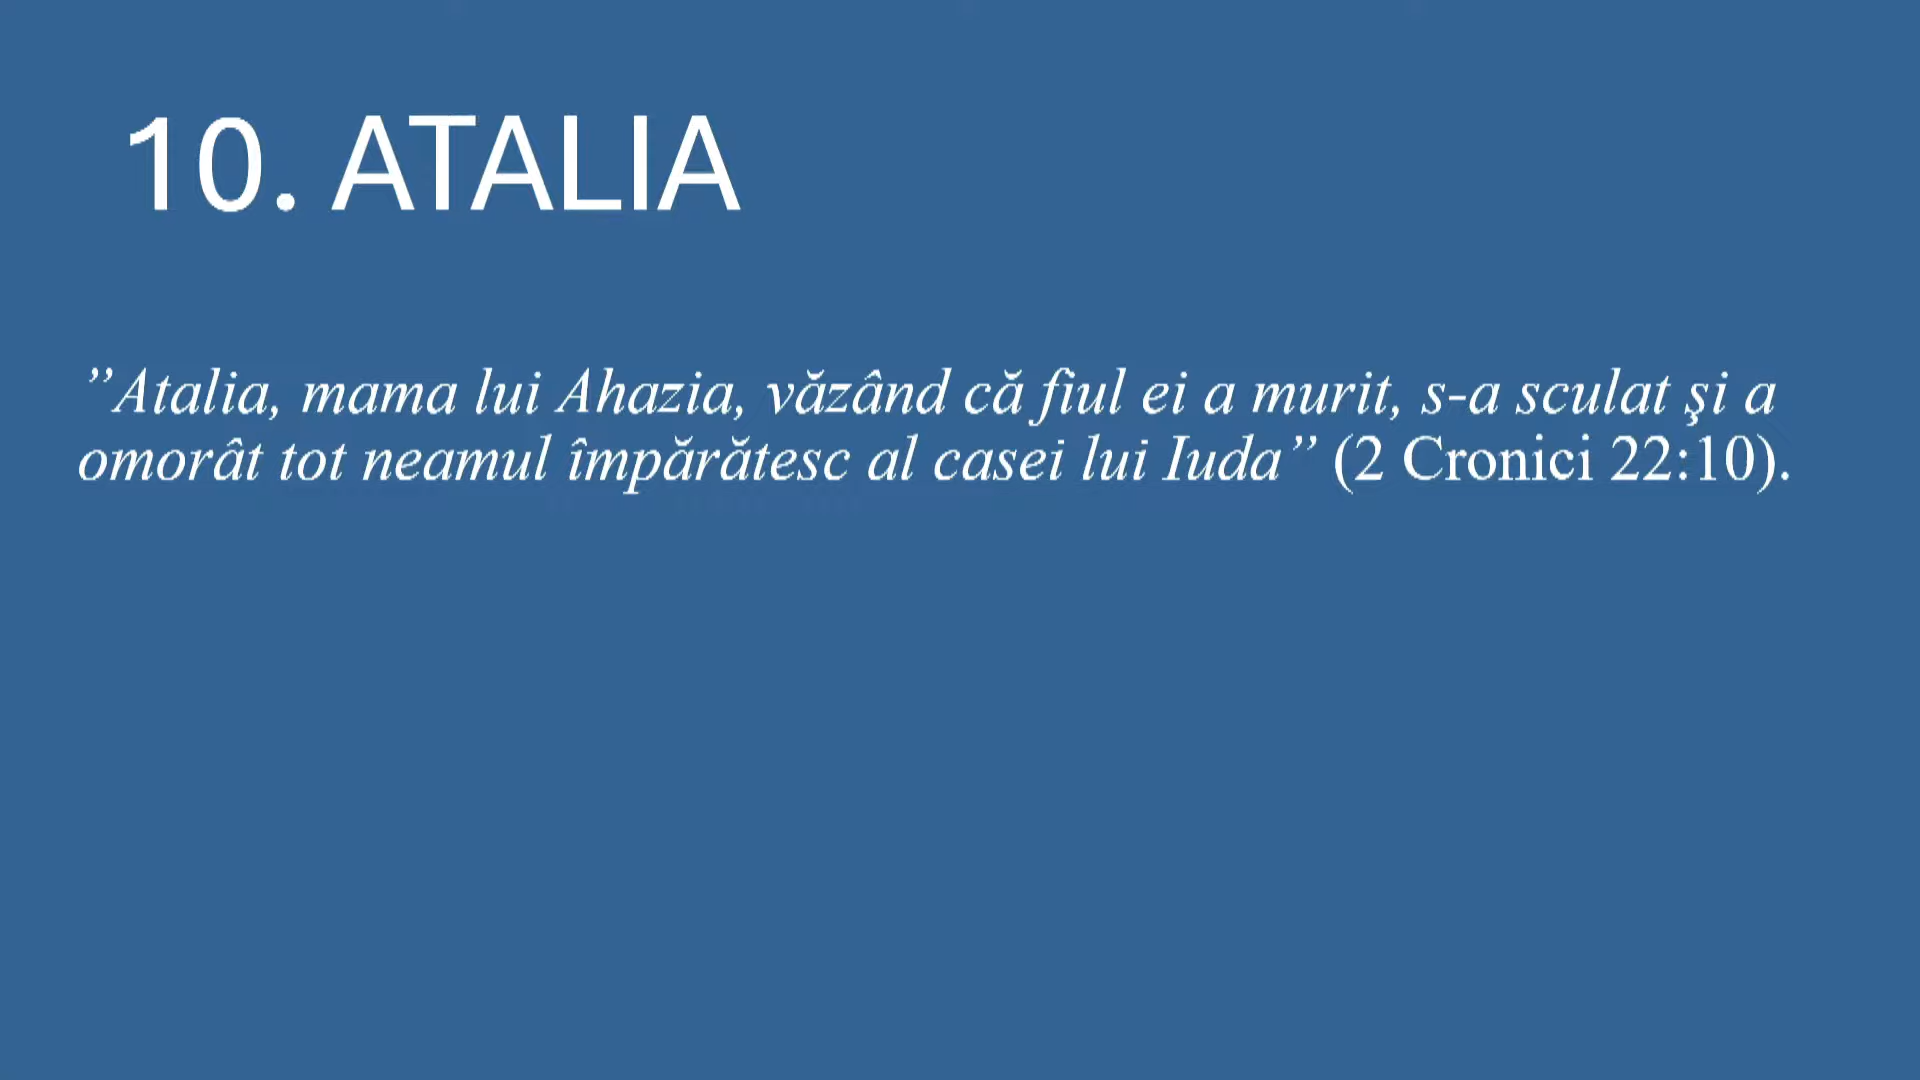 10. ATALIA
”Atalia, mama lui Ahazia, văzând că fiul ei a murit, s-a sculat şi a
omorât tot neamul împărătesc al casei lui Iuda” (2 Cronici 22:10).